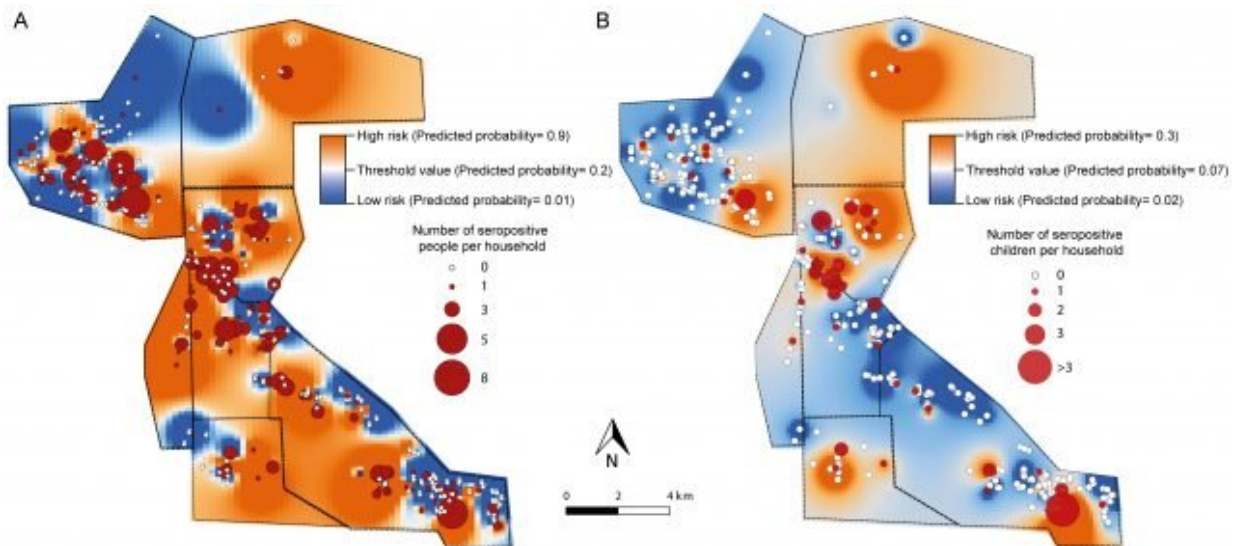 A
High risk (Predicted probability= 0.9)
Threshold value (Predicted probability= 0.2)
Low risk (Predicted probability= 0.01)
Number of seropositive
people per household
0
1
3
5
8
B
High risk (Predicted probability= 0.3)
Threshold value (Predicted probability= 0.07)
Low risk (Predicted probability= 0.02)
Number of seropositive
children per household
0
1
2
3
>3
N
0 2 4 km